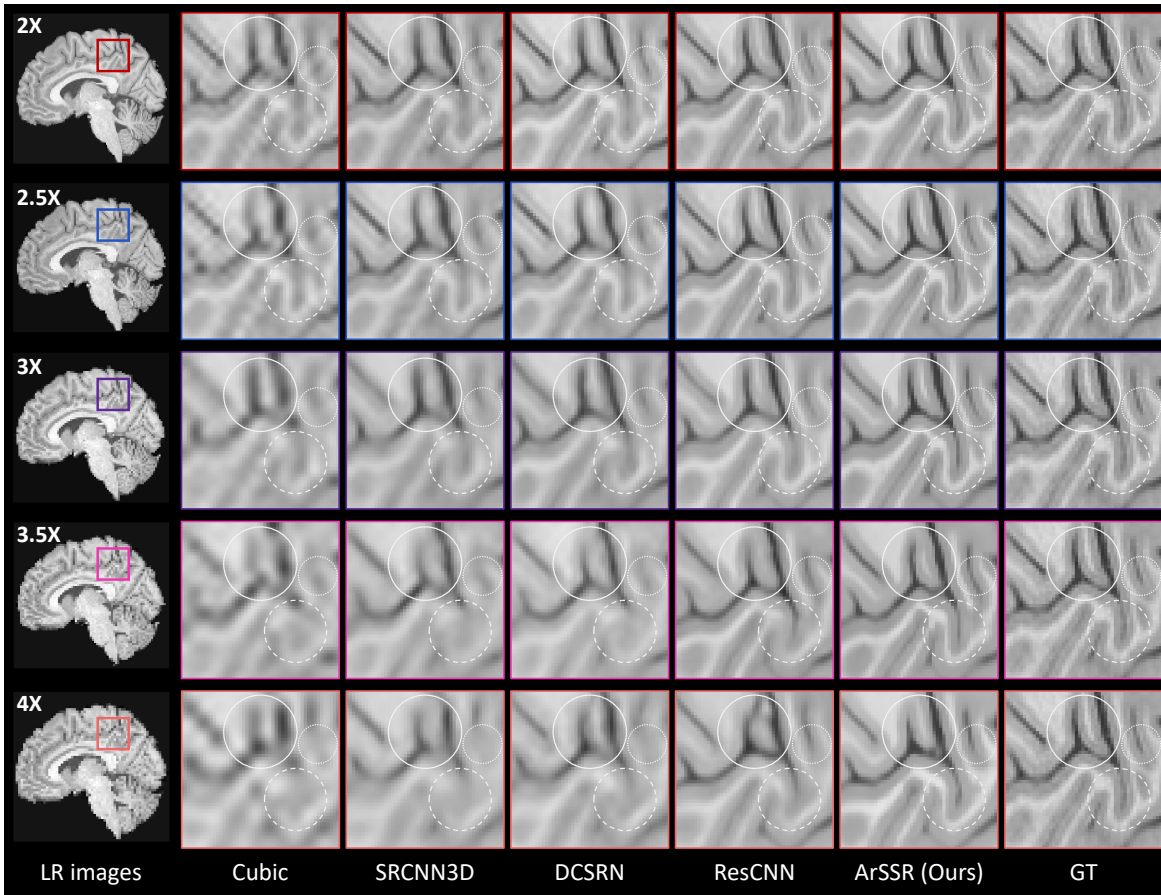 2X
2.5X
3X
3.5X
4X
LR images Cubic SRCNN3D DCSRN ResCNN ArSSR (Ours) GT